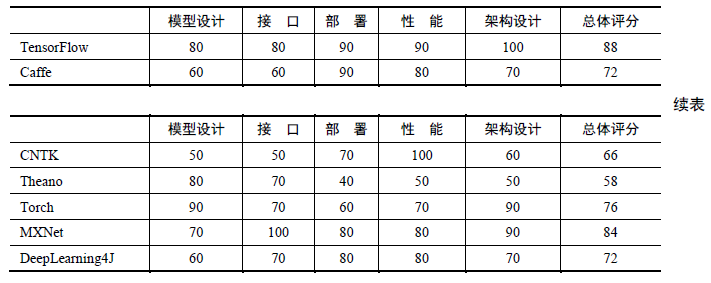 模型设计 接 口 部 署 性 能 架构设计 总体评分
TensorFlow 80 80 90 90 100 88
Caffe 60 60 90 80 70 72
续表
模型设计 接 口 部 署 性 能 架构设计 总体评分
CNTK 50 50 70 100 60 66
Theano 80 70 40 50 50 58
Torch 90 70 60 70 90 76
MXNet 70 100 80 80 90 84
DeepLearning4J 60 70 80 80 70 72